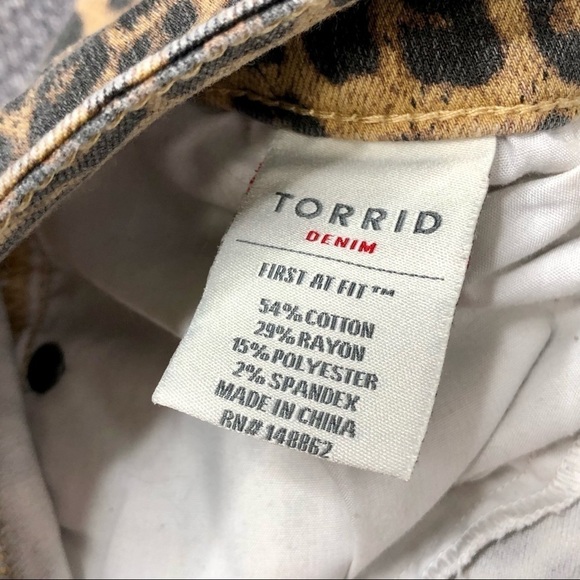 TORRID
DENIM
FIRST AT FIT™
54% COTTON
29% RAYON
15% POLYESTER
2% SPANDEX
MADE IN CHINA
RN# 148862